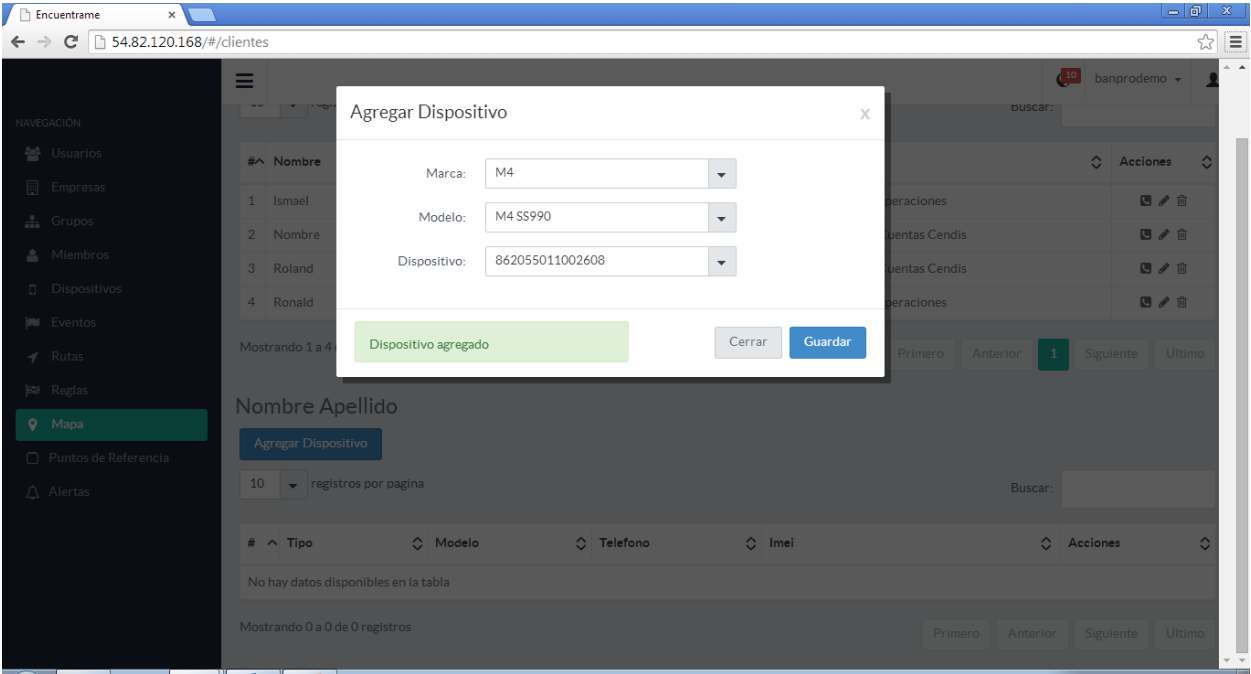 Encuentrame x
54.82.120.168/#/clientes
10 banprodemo
NAVEGACIÓN
Usuarios
Empresas
Grupos
Miembros
Dispositivos
Eventos
Rutas
Reglas
Mapa
Puntos de Referencia
Alertas
10 Buscar:
# Nombre Acciones
1 Ismael
2 Nombre Cuentas Cendis
3 Roland Cuentas Cendis
4 Ronald
Mostrando 1 a 4 Primero Anterior 1 Siguiente Ultimo
Agregar Dispositivo x
Marca: M4
Modelo: M4 SS990
Dispositivo: 862055011002608
Dispositivo agregado Cerrar Guardar
Nombre Apellido
Agregar Dispositivo
10 registros por pagina Buscar:
# Tipo Modelo Telefono Imei Acciones
No hay datos disponibles en la tabla
Mostrando 0 a 0 de 0 registros Primero Anterior Siguiente Ultimo